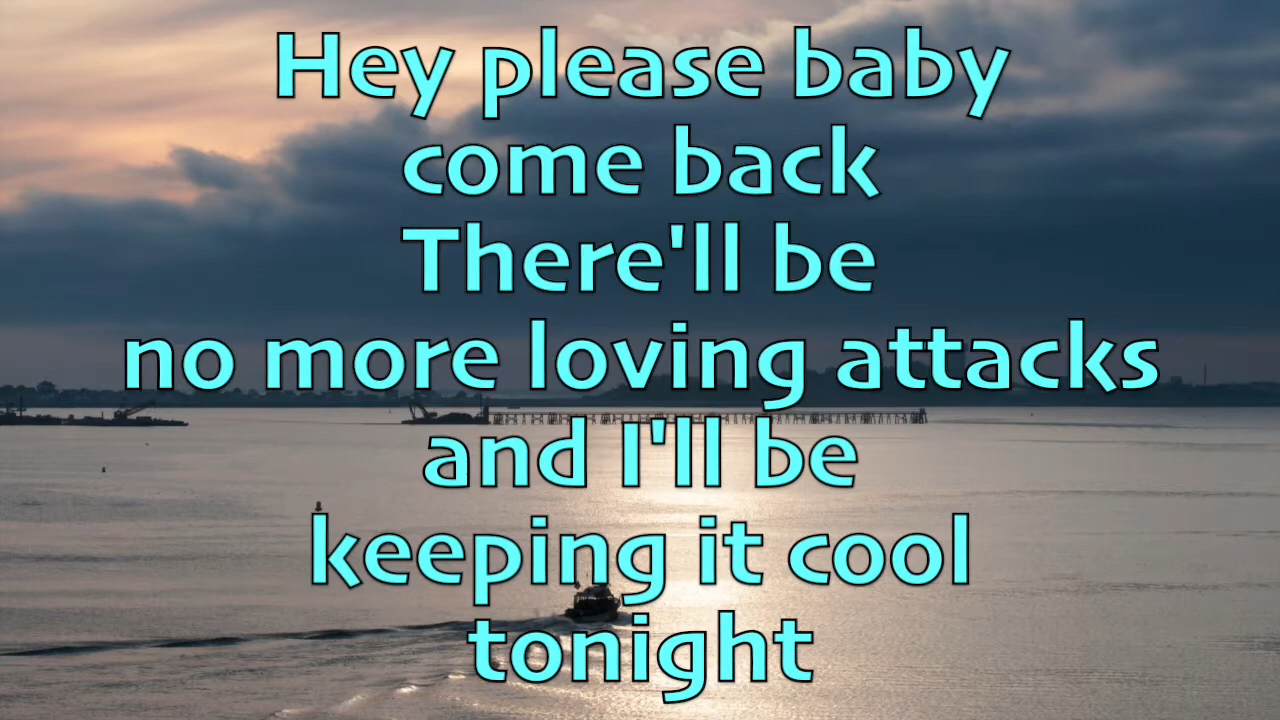 Hey please baby
come back
There'll be
no more loving attacks
and I'll be
keeping it cool
tonight